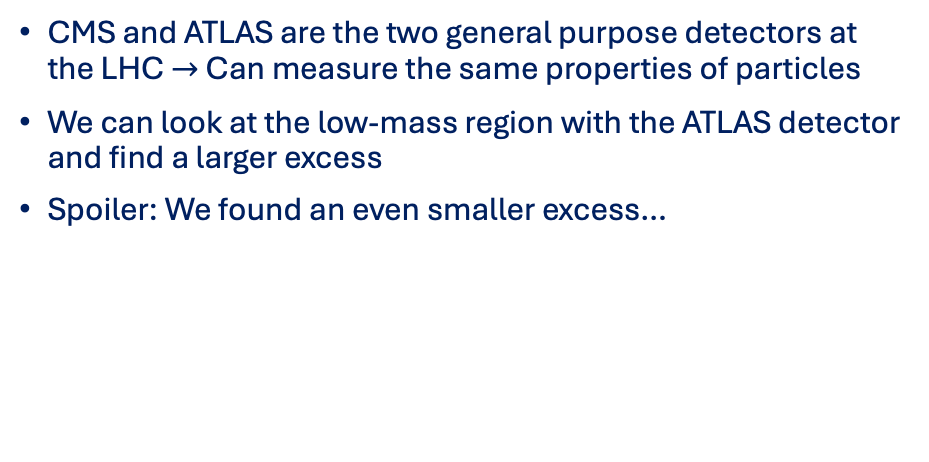 • CMS and ATLAS are the two general purpose detectors at
the LHC → Can measure the same properties of particles
• We can look at the low-mass region with the ATLAS detector
and find a larger excess
• Spoiler: We found an even smaller excess...